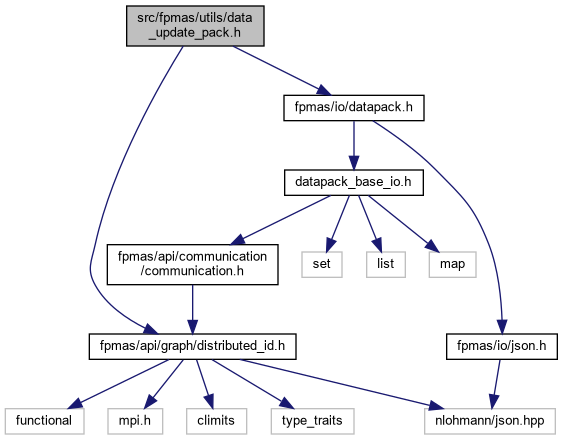 src/fpmas/utils/data
_update_pack.h
fpmas/io/datapack.h
datapack_base_io.h
fpmas/api/communication
/communication.h
set
list
map
fpmas/api/graph/distributed_id.h
fpmas/io/json.h
functional
mpi.h
climits
type_traits
nlohmann/json.hpp